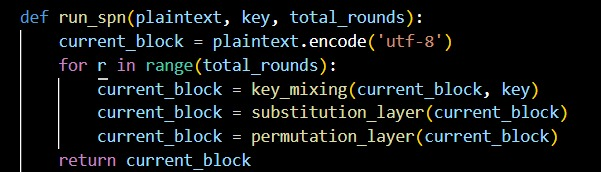 def run_spn(plaintext, key, total_rounds):
    current_block = plaintext.encode('utf-8')
    for r in range(total_rounds):
        current_block = key_mixing(current_block, key)
        current_block = substitution_layer(current_block)
        current_block = permutation_layer(current_block)
    return current_block